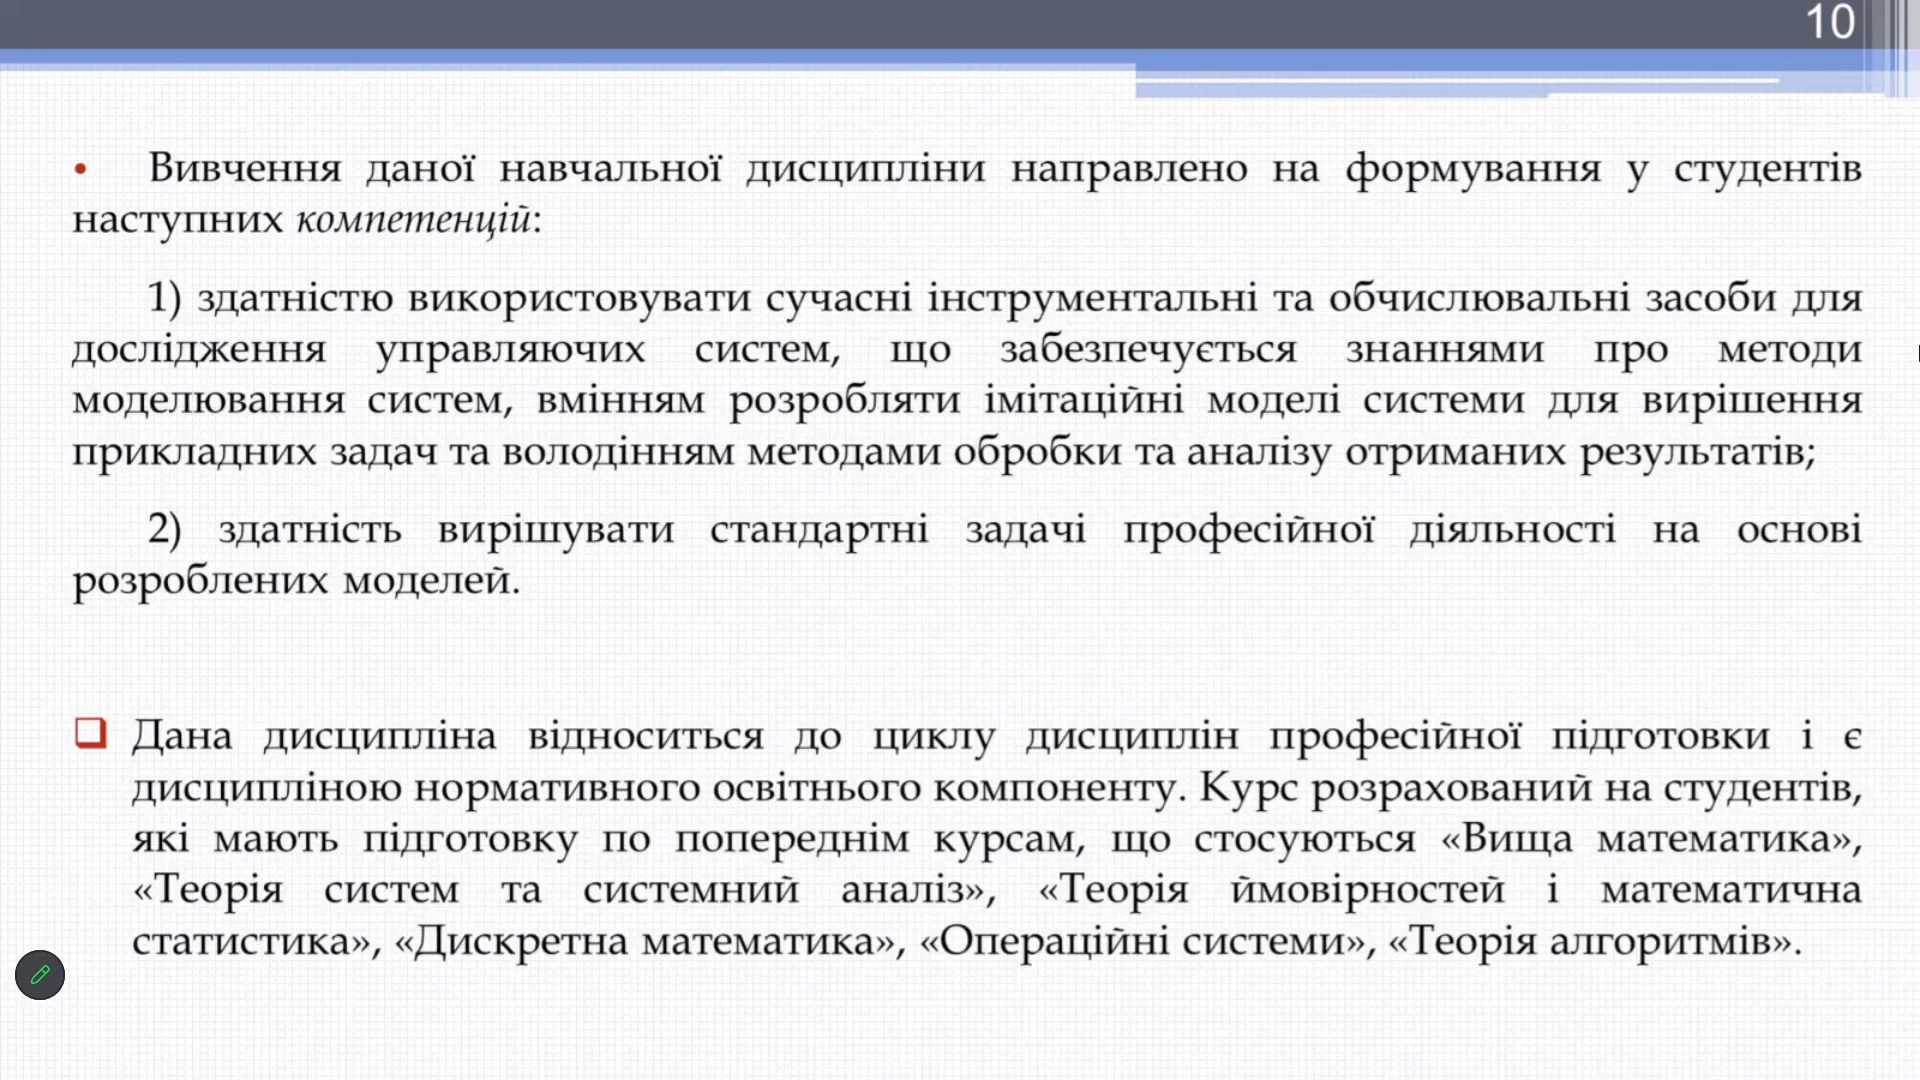 10
• Вивчення даної навчальної дисципліни направлено на формування у студентів
наступних компетенцій:
1) здатністю використовувати сучасні інструментальні та обчислювальні засоби для
дослідження управляючих систем, що забезпечується знаннями про методи
моделювання систем, вмінням розробляти імітаційні моделі системи для вирішення
прикладних задач та володінням методами обробки та аналізу отриманих результатів;
2) здатність вирішувати стандартні задачі професійної діяльності на основі
розроблених моделей.
❑ Дана дисципліна відноситься до циклу дисциплін професійної підготовки і є
дисципліною нормативного освітнього компоненту. Курс розрахований на студентів,
які мають підготовку по попереднім курсам, що стосуються «Вища математика»,
«Теорія систем та системний аналіз», «Теорія ймовірностей і математична
статистика», «Дискретна математика», «Операційні системи», «Теорія алгоритмів».